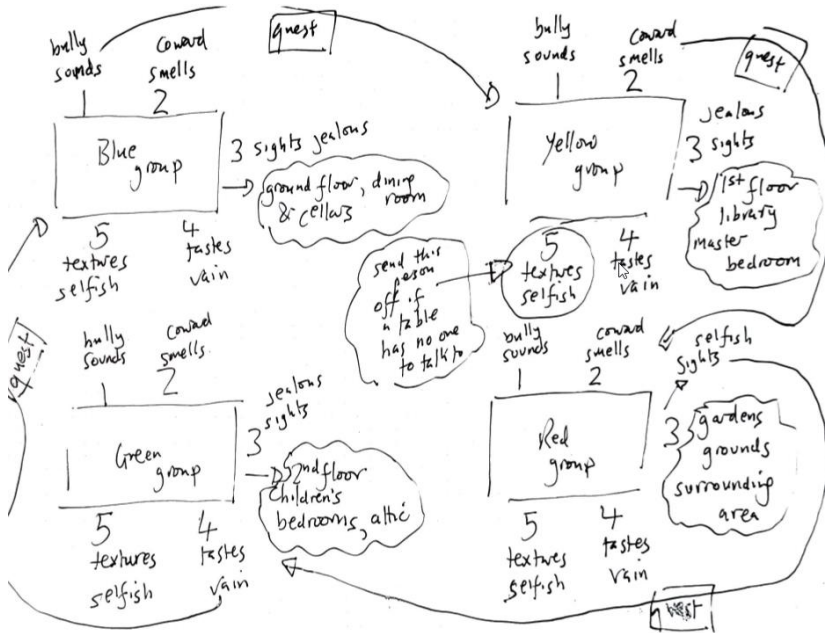 bully
sounds
1
coward
smells
2
guest
Blue
group
3 sights jealous
ground floor, dining
room
& cellars
5
textures
selfish
4
tastes
vain
bully
sounds
1
coward
smells
2
guest
Yellow
group
jealous
3 sights
1st floor
library
master
bedroom
5
textures
selfish
4
tastes
vain
send this
person
off if
a table
has no one
to talk to
guest
bully
sounds
1
coward
smells.
2
Green
group
jealous
sights
3
2nd floor
children's
bedrooms, attic
5
textures
selfish
4
tastes
vain
bully
sounds
1
coward
smells
2
Red
group
selfish
sights
3
gardens
grounds
surrounding
area
5
textures
selfish
4
tastes
vain